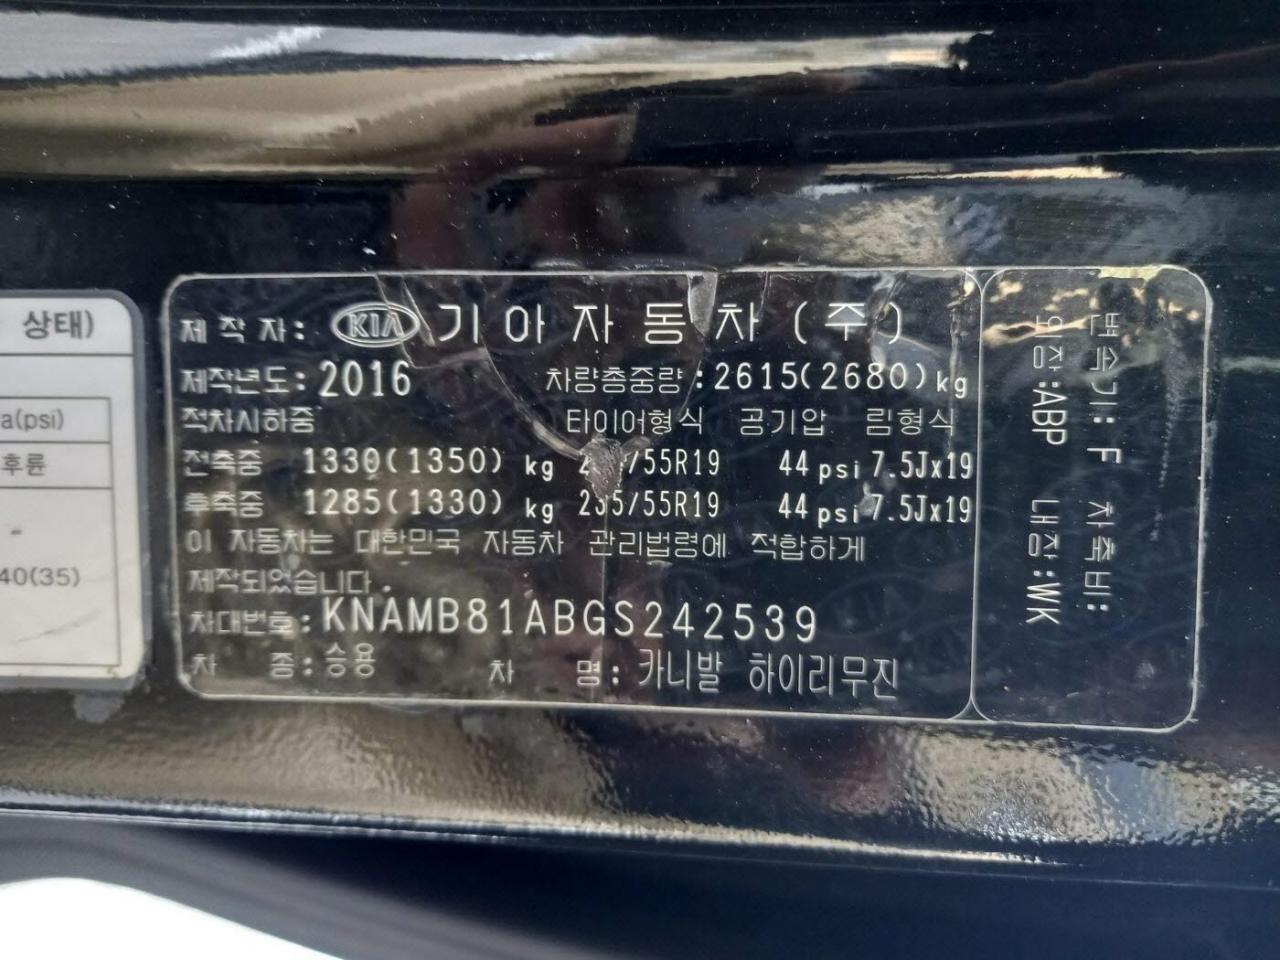 상태)
a(psi)
후륜
-
40(35)
제 작 자: KIA 기 아 자 동 차 (주)
제작년도: 2016 차량총중량: 2615(2680)kg
적차시하중 타이어형식 공기압 림형식
전축중 1330(1350) kg /55R19 44 psi 7.5Jx19
후축중 1285(1330) kg 235/55R19 44 psi 7.5Jx19
이 자동차는 대한민국 자동차 관리법령에 적합하게
제작되었습니다.
차대번호: KNAMB81ABGS242539
차 종: 승용 차 명: 카니발 하이리무진
변속기: F 차축비:
외장:ABP 내장:WK